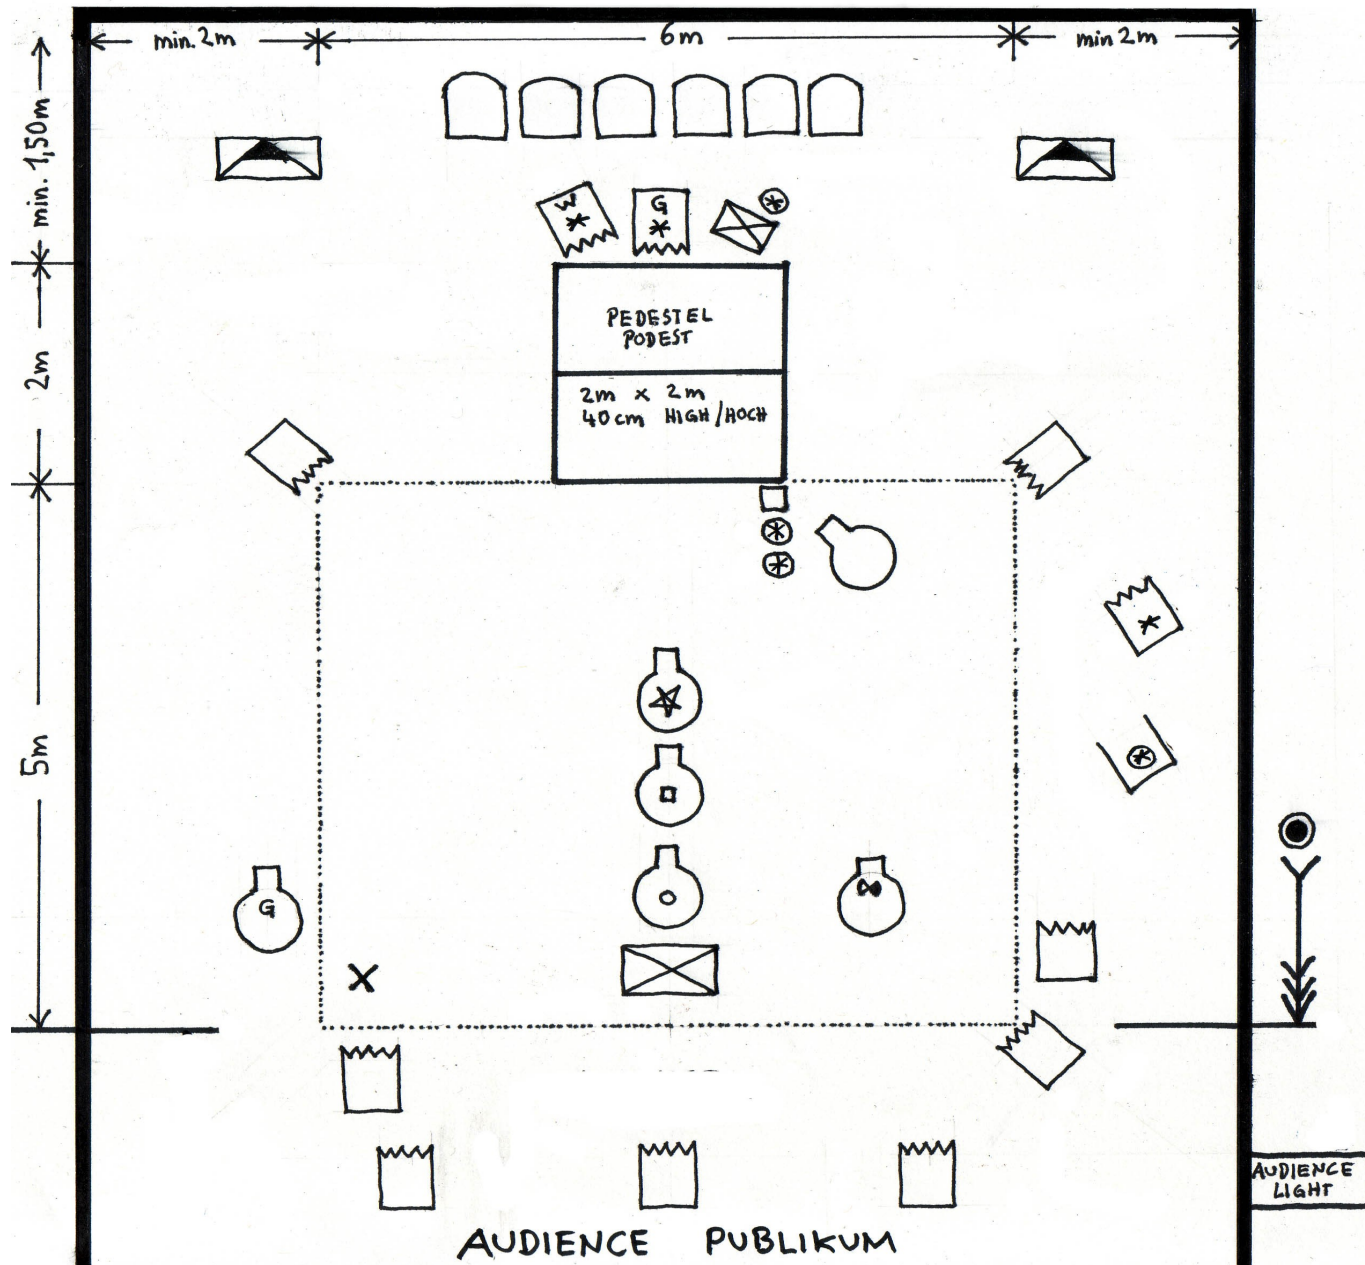 min. 2m
6m
min 2m
min. 1,50m
W
G
PEDESTEL
PODEST
2m
2m x 2m
40cm HIGH/HOCH
5m
G
X
AUDIENCE
LIGHT
AUDIENCE PUBLIKUM